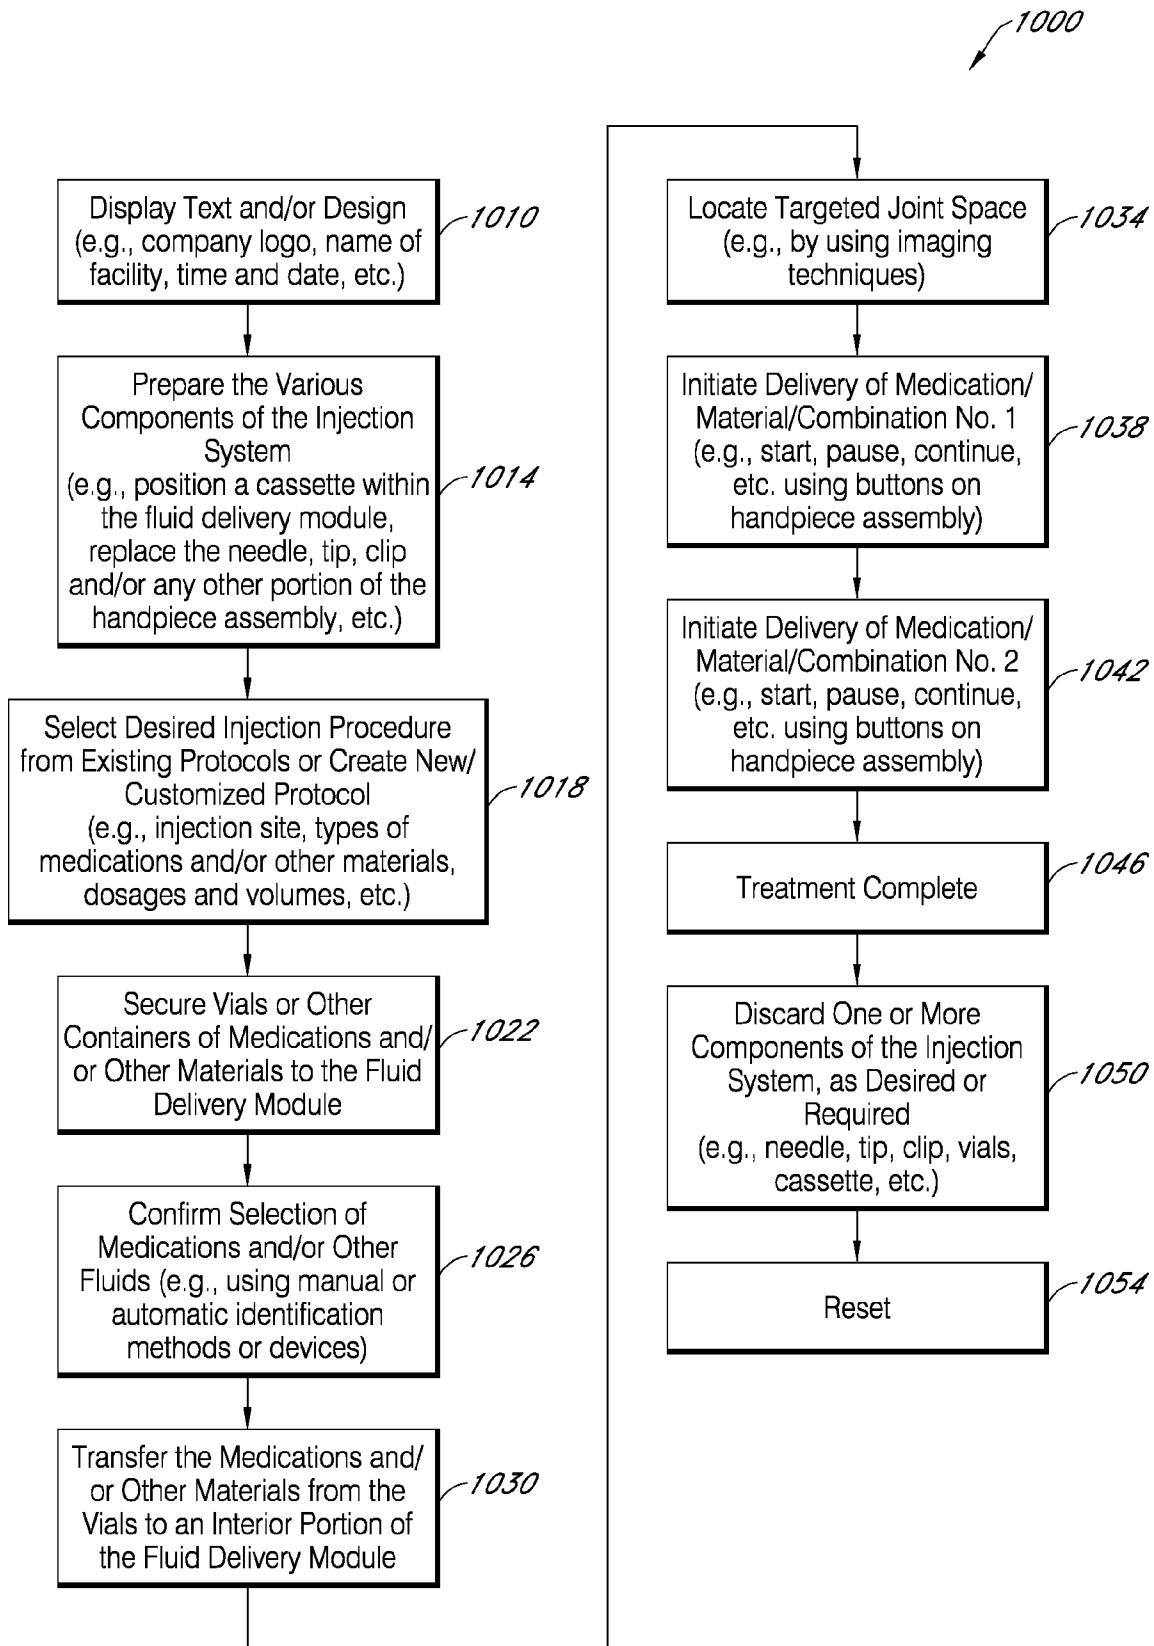 1000
Display Text and/or Design
(e.g., company logo, name of
facility, time and date, etc.)
1010
Prepare the Various
Components of the Injection
System
(e.g., position a cassette within
the fluid delivery module,
replace the needle, tip, clip
and/or any other portion of the
handpiece assembly, etc.)
1014
Select Desired Injection Procedure
from Existing Protocols or Create New/
Customized Protocol
(e.g., injection site, types of
medications and/or other materials,
dosages and volumes, etc.)
1018
Secure Vials or Other
Containers of Medications and/
or Other Materials to the Fluid
Delivery Module
1022
Confirm Selection of
Medications and/or Other
Fluids (e.g., using manual or
automatic identification
methods or devices)
1026
Transfer the Medications and/
or Other Materials from the
Vials to an Interior Portion of
the Fluid Delivery Module
1030
Locate Targeted Joint Space
(e.g., by using imaging
techniques)
1034
Initiate Delivery of Medication/
Material/Combination No. 1
(e.g., start, pause, continue,
etc. using buttons on
handpiece assembly)
1038
Initiate Delivery of Medication/
Material/Combination No. 2
(e.g., start, pause, continue,
etc. using buttons on
handpiece assembly)
1042
Treatment Complete
1046
Discard One or More
Components of the Injection
System, as Desired or
Required
(e.g., needle, tip, clip, vials,
cassette, etc.)
1050
Reset
1054